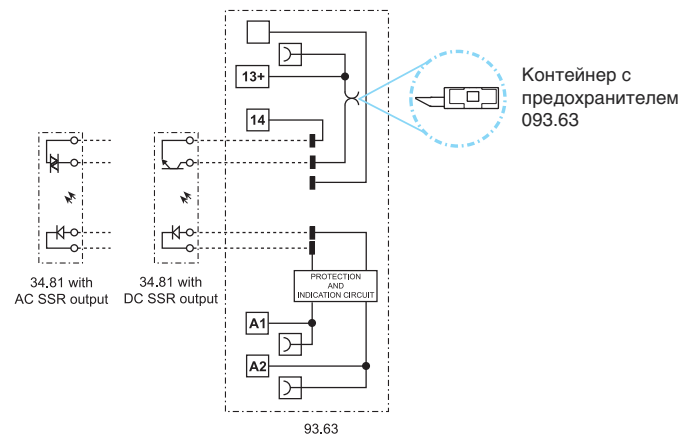 13+
14
Контейнер с
предохранителем
093.63
34.81 with
AC SSR output
34.81 with
DC SSR output
PROTECTION
AND
INDICATION CIRCUIT
A1
A2
93.63